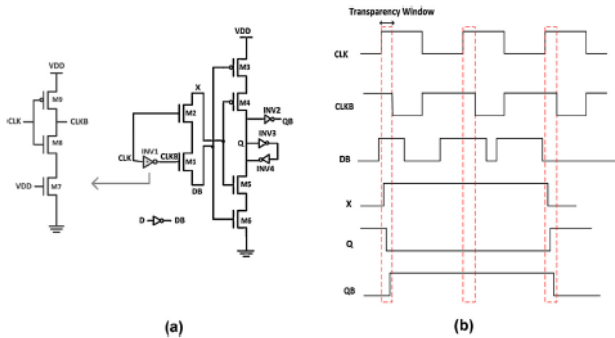 Transparency Window
VDD
VDD
M3
CLK
M9
X
M4
CLK
CLKB
INV2
QB
M2
CLKB
M8
INV3
Q
CLK
INV1
CLKB
M1
INV4
DB
VDD
M7
DB
M5
X
M6
D
DB
Q
QB
(a)
(b)